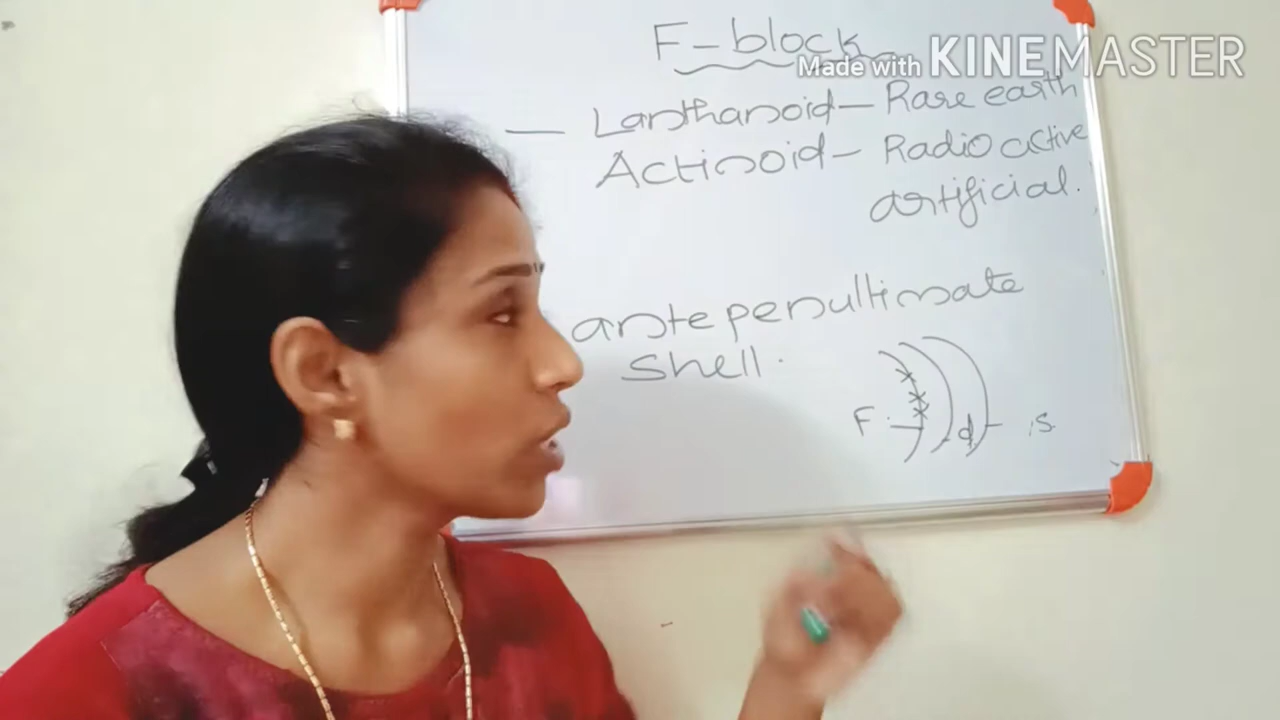 F-block
Made with KINEMASTER
— Lanthanoid — Rare earth
Actinoid — Radio active
artificial.
antepenultimate
shell.
F. d s